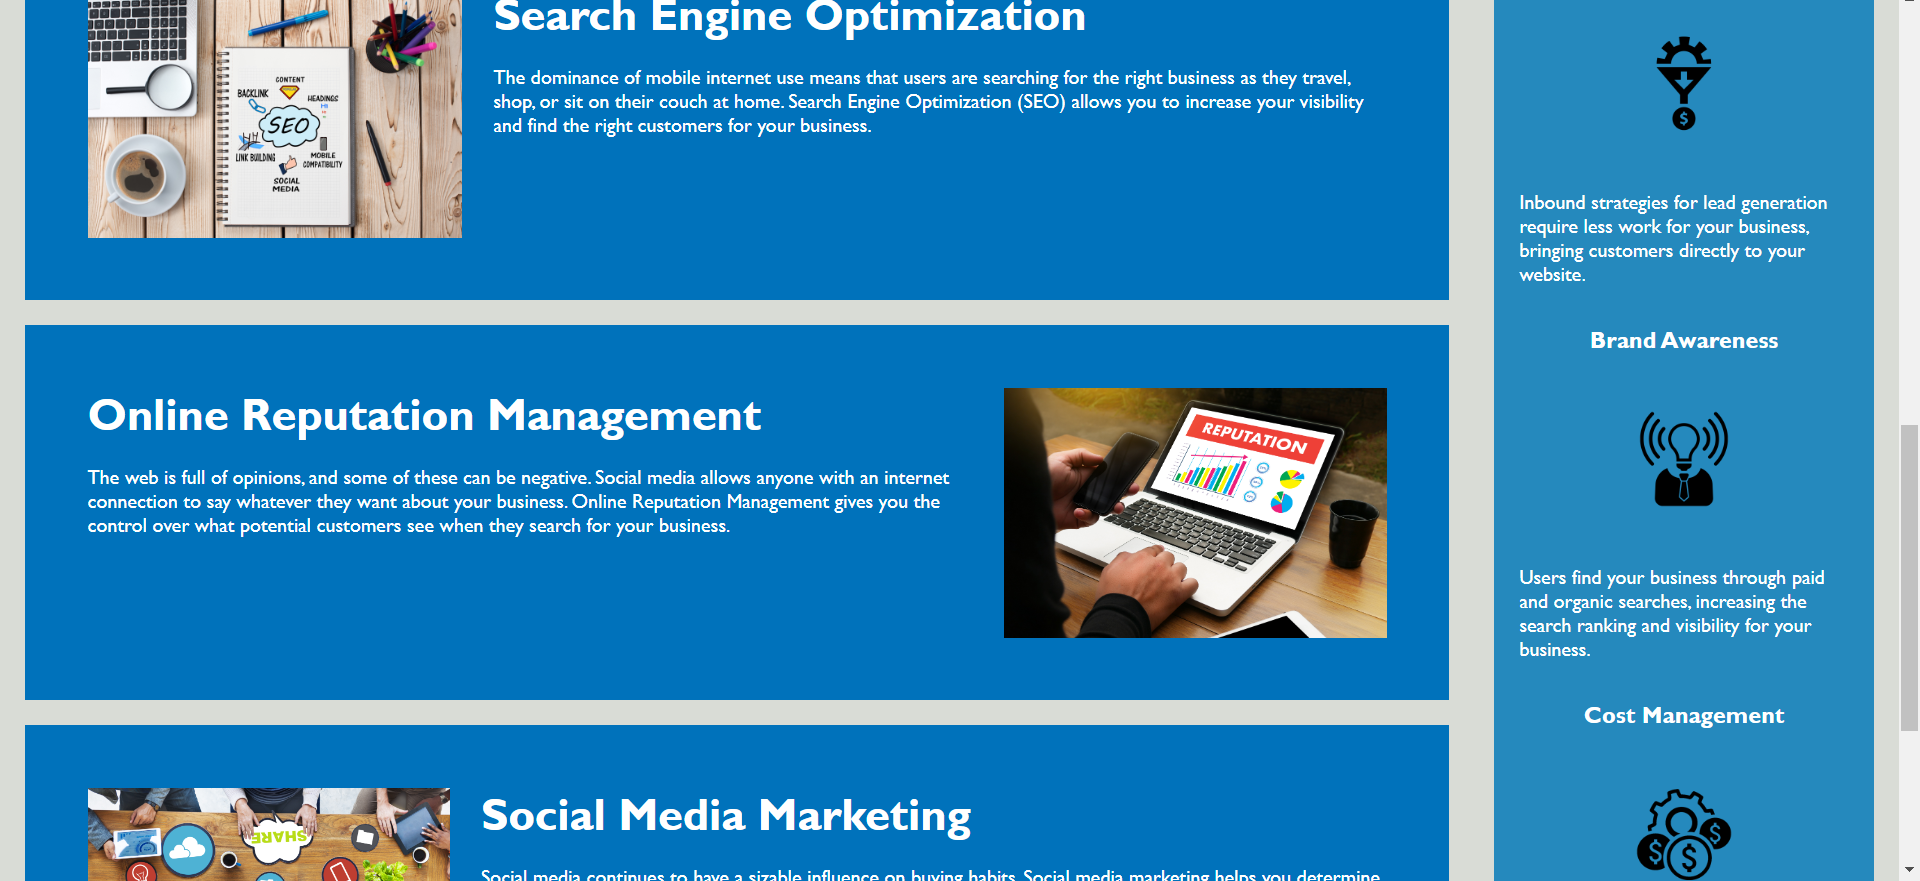 Search Engine Optimization
The dominance of mobile internet use means that users are searching for the right business as they travel,
shop, or sit on their couch at home. Search Engine Optimization (SEO) allows you to increase your visibility
and find the right customers for your business.
CONTENT
BACKLINK
HEADINGS
SEO
LINK BUILDING
MOBILE
COMPATIBILITY
SOCIAL
MEDIA
Online Reputation Management
The web is full of opinions, and some of these can be negative. Social media allows anyone with an internet
connection to say whatever they want about your business. Online Reputation Management gives you the
control over what potential customers see when they search for your business.
REPUTATION
Social Media Marketing
Social media continues to have a sizable influence on buying habits. Social media marketing helps you determine
SHARE
$
Inbound strategies for lead generation
require less work for your business,
bringing customers directly to your
website.
Brand Awareness
Users find your business through paid
and organic searches, increasing the
search ranking and visibility for your
business.
Cost Management
$
$
$